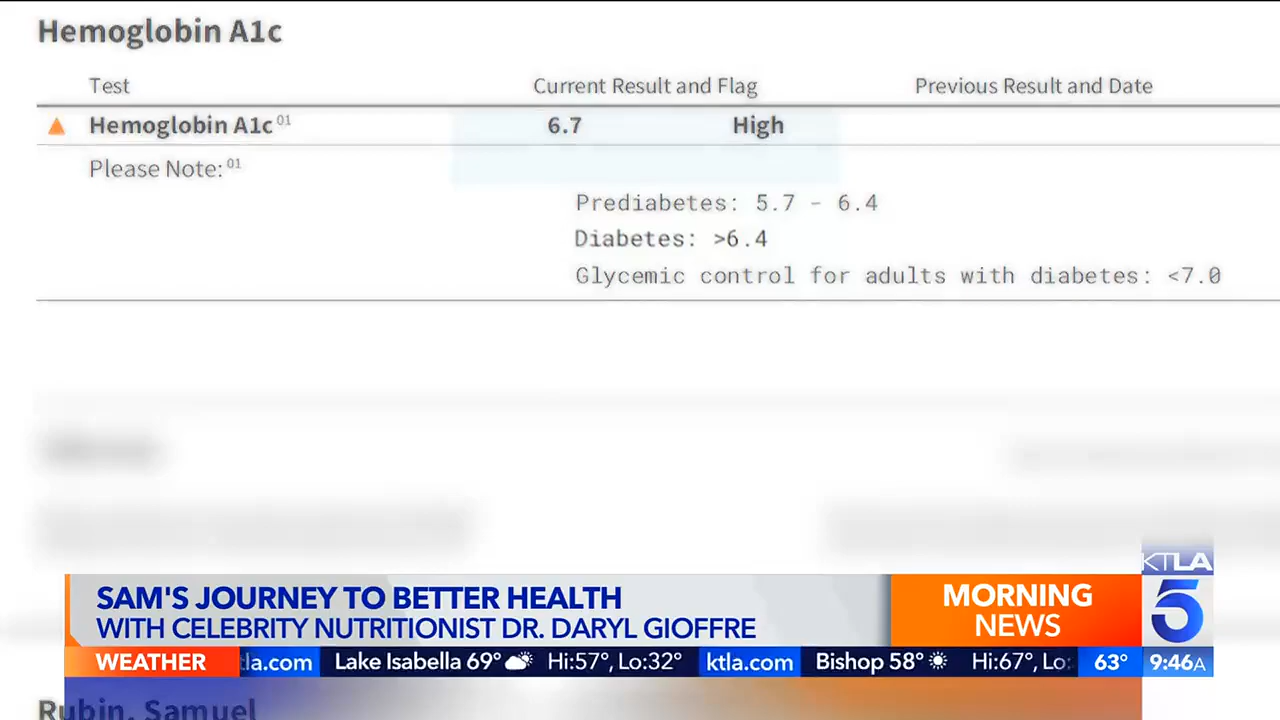 Hemoglobin A1c
Test Current Result and Flag Previous Result and Date
Hemoglobin A1c 01 6.7 High
Please Note: 01
Prediabetes: 5.7 - 6.4
Diabetes: >6.4
Glycemic control for adults with diabetes: <7.0
KTLA
5
SAM'S JOURNEY TO BETTER HEALTH
WITH CELEBRITY NUTRITIONIST DR. DARYL GIOFFRE
MORNING
NEWS
WEATHER tla.com Lake Isabella 69° Hi:57°, Lo:32° ktla.com Bishop 58° Hi:67°, Lo: 63° 9:46A
Rubin, Samuel